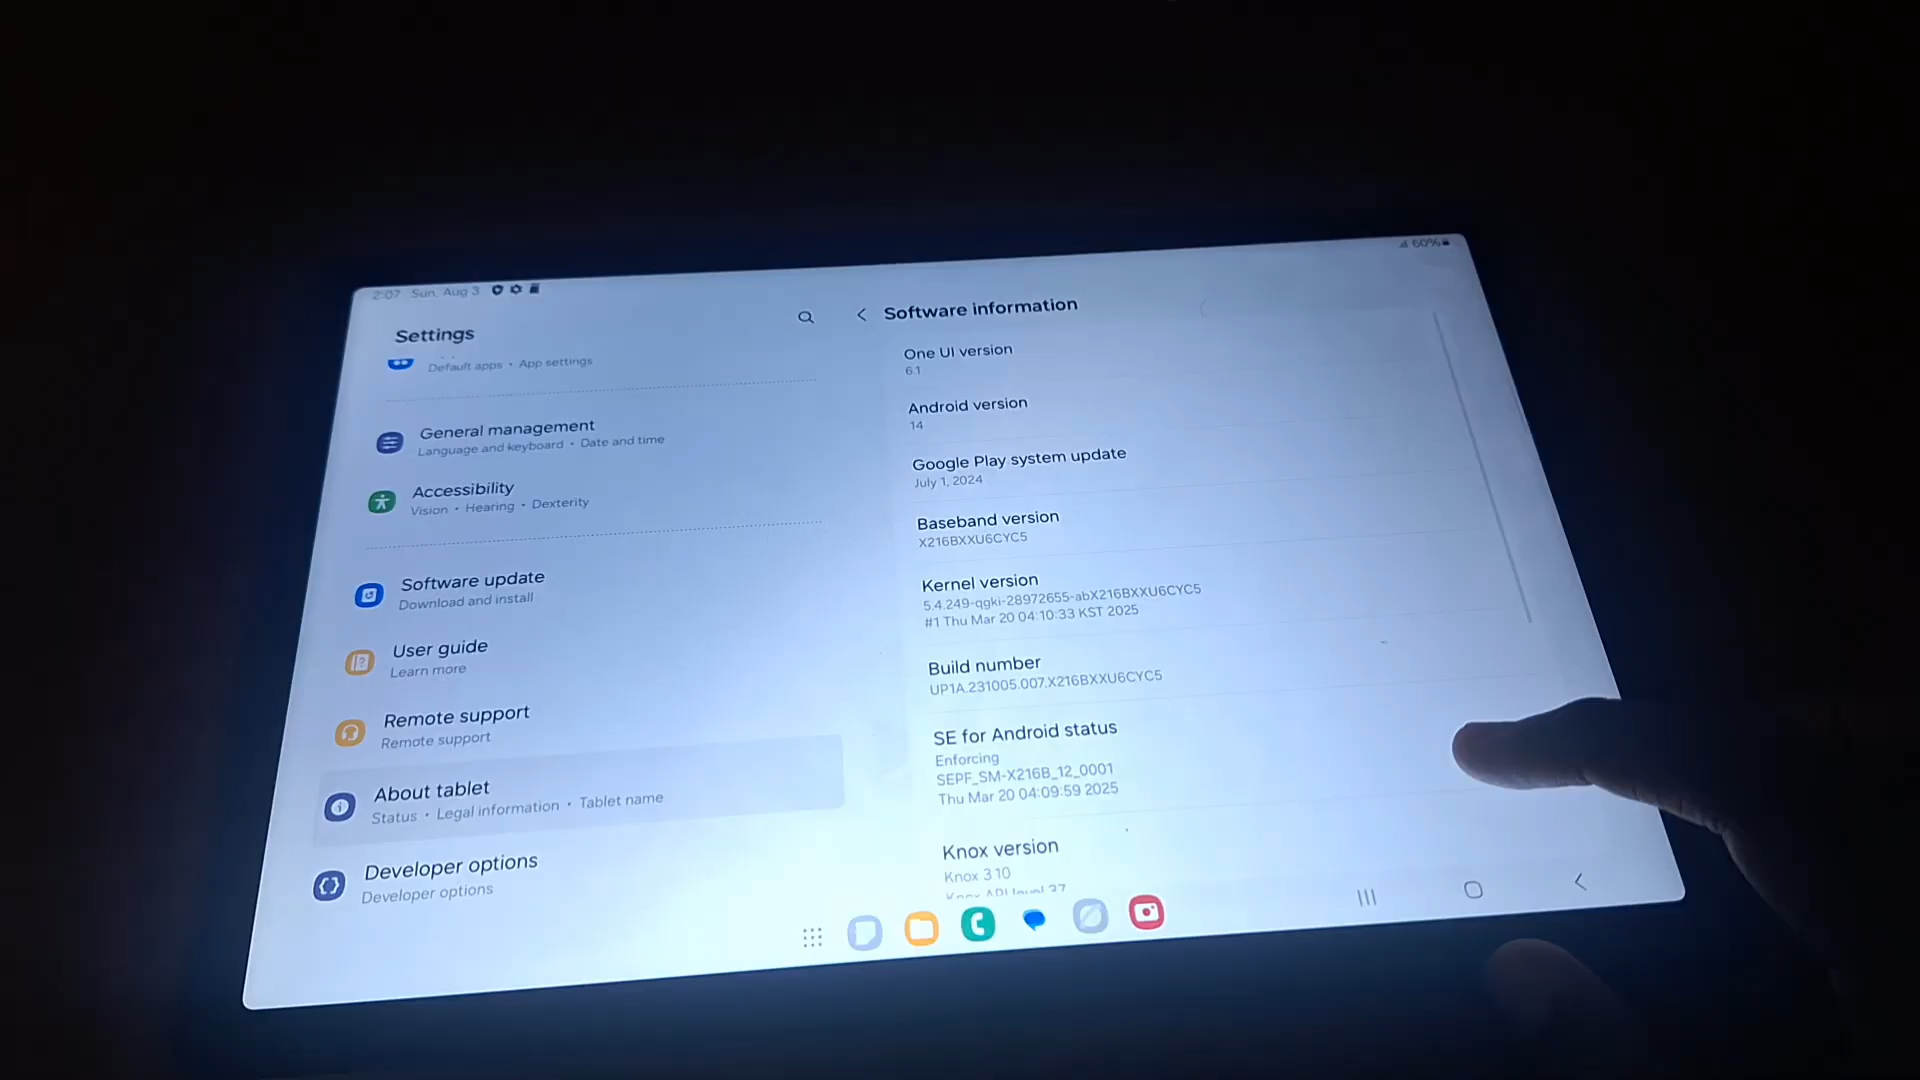 2:07 Sun, Aug 3
60%
Settings
Default apps • App settings
General management
Language and keyboard • Date and time
Accessibility
Vision • Hearing • Dexterity
Software update
Download and install
User guide
Learn more
Remote support
Remote support
About tablet
Status • Legal information • Tablet name
Developer options
Developer options
Software information
One UI version
6.1
Android version
14
Google Play system update
July 1, 2024
Baseband version
X216BXXU6CYC5
Kernel version
5.4.249-qgki-28972655-abX216BXXU6CYC5
#1 Thu Mar 20 04:10:33 KST 2025
Build number
UP1A.231005.007.X216BXXU6CYC5
SE for Android status
Enforcing
SEPF_SM-X216B_12_0001
Thu Mar 20 04:09:59 2025
Knox version
Knox 3.10
Knox API level 37